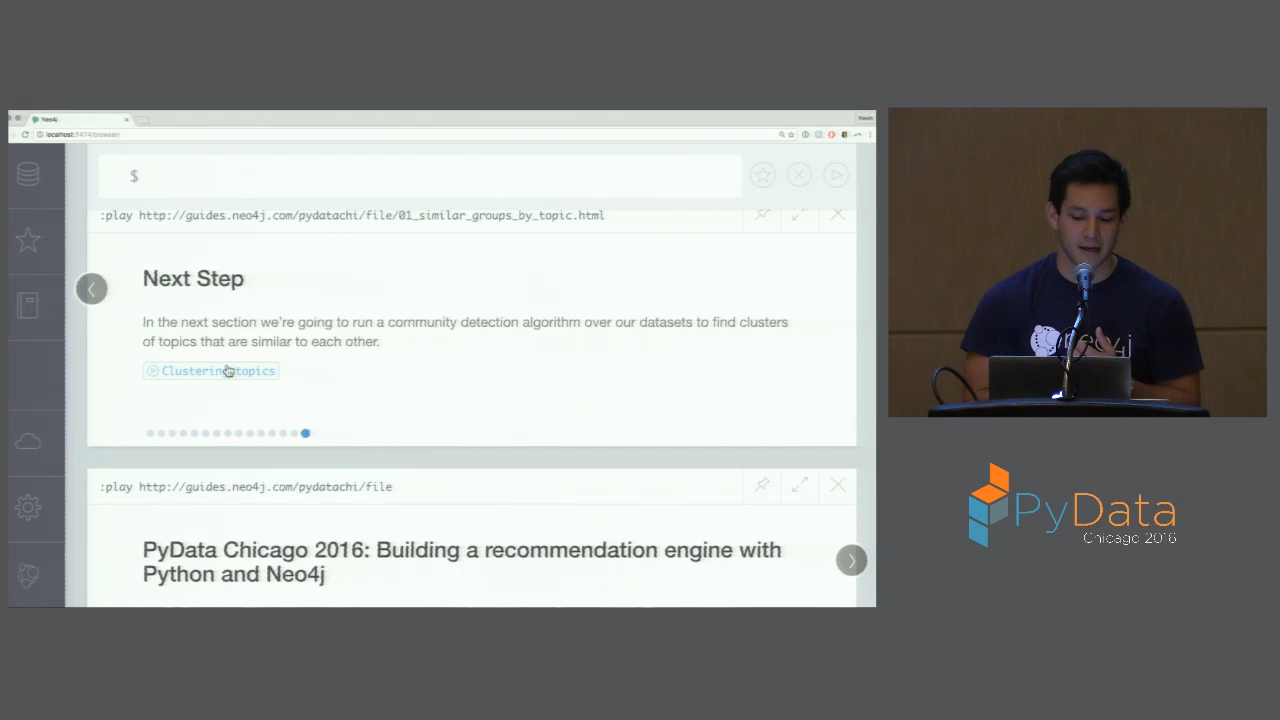 Neo4j
Kevin
localhost:7474/browser/
$
:play http://guides.neo4j.com/pydatachi/file/01_similar_groups_by_topic.html
Next Step
In the next section we're going to run a community detection algorithm over our datasets to find clusters
of topics that are similar to each other.
Clustering topics
:play http://guides.neo4j.com/pydatachi/file
PyData Chicago 2016: Building a recommendation engine with
Python and Neo4j
neo4j
PyData
Chicago 2016